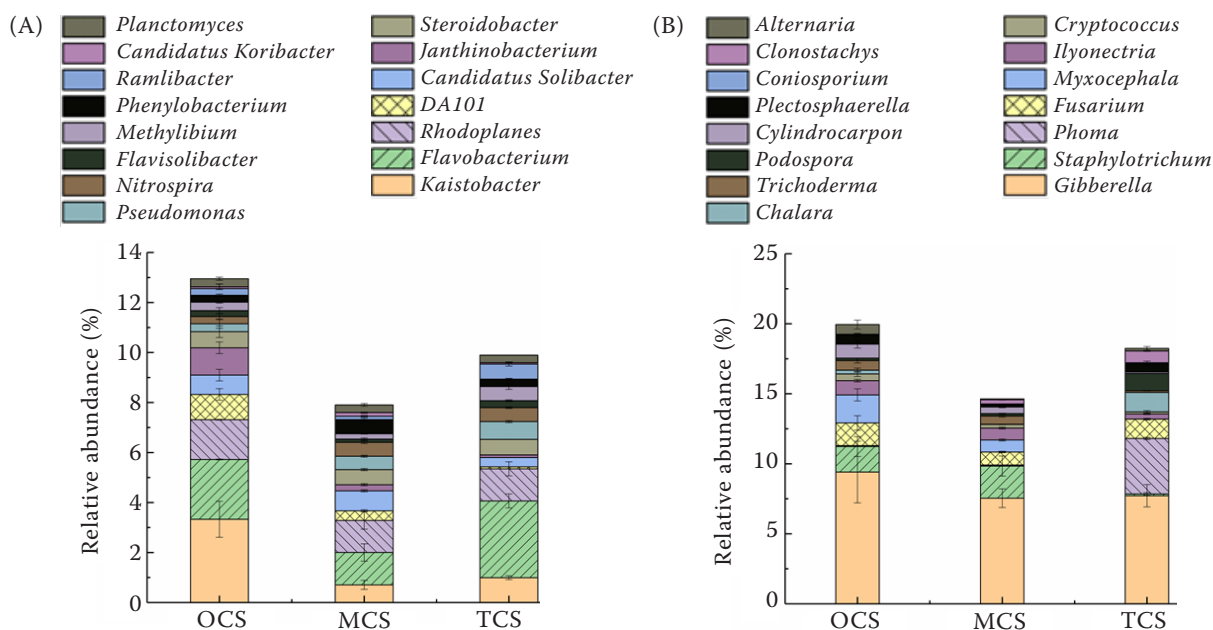 (A)
Planctomyces
Candidatus Koribacter
Ramlibacter
Phenylobacterium
Methylibium
Flavisolibacter
Nitrospira
Pseudomonas
Steroidobacter
Janthinobacterium
Candidatus Solibacter
DA101
Rhodoplanes
Flavobacterium
Kaistobacter
Relative abundance (%)
14
12
10
8
6
4
2
0
OCS MCS TCS
(B)
Alternaria
Clonostachys
Coniosporium
Plectosphaerella
Cylindrocarpon
Podospora
Trichoderma
Chalara
Cryptococcus
Ilyonectria
Myxocephala
Fusarium
Phoma
Staphylotrichum
Gibberella
Relative abundance (%)
25
20
15
10
5
0
OCS MCS TCS